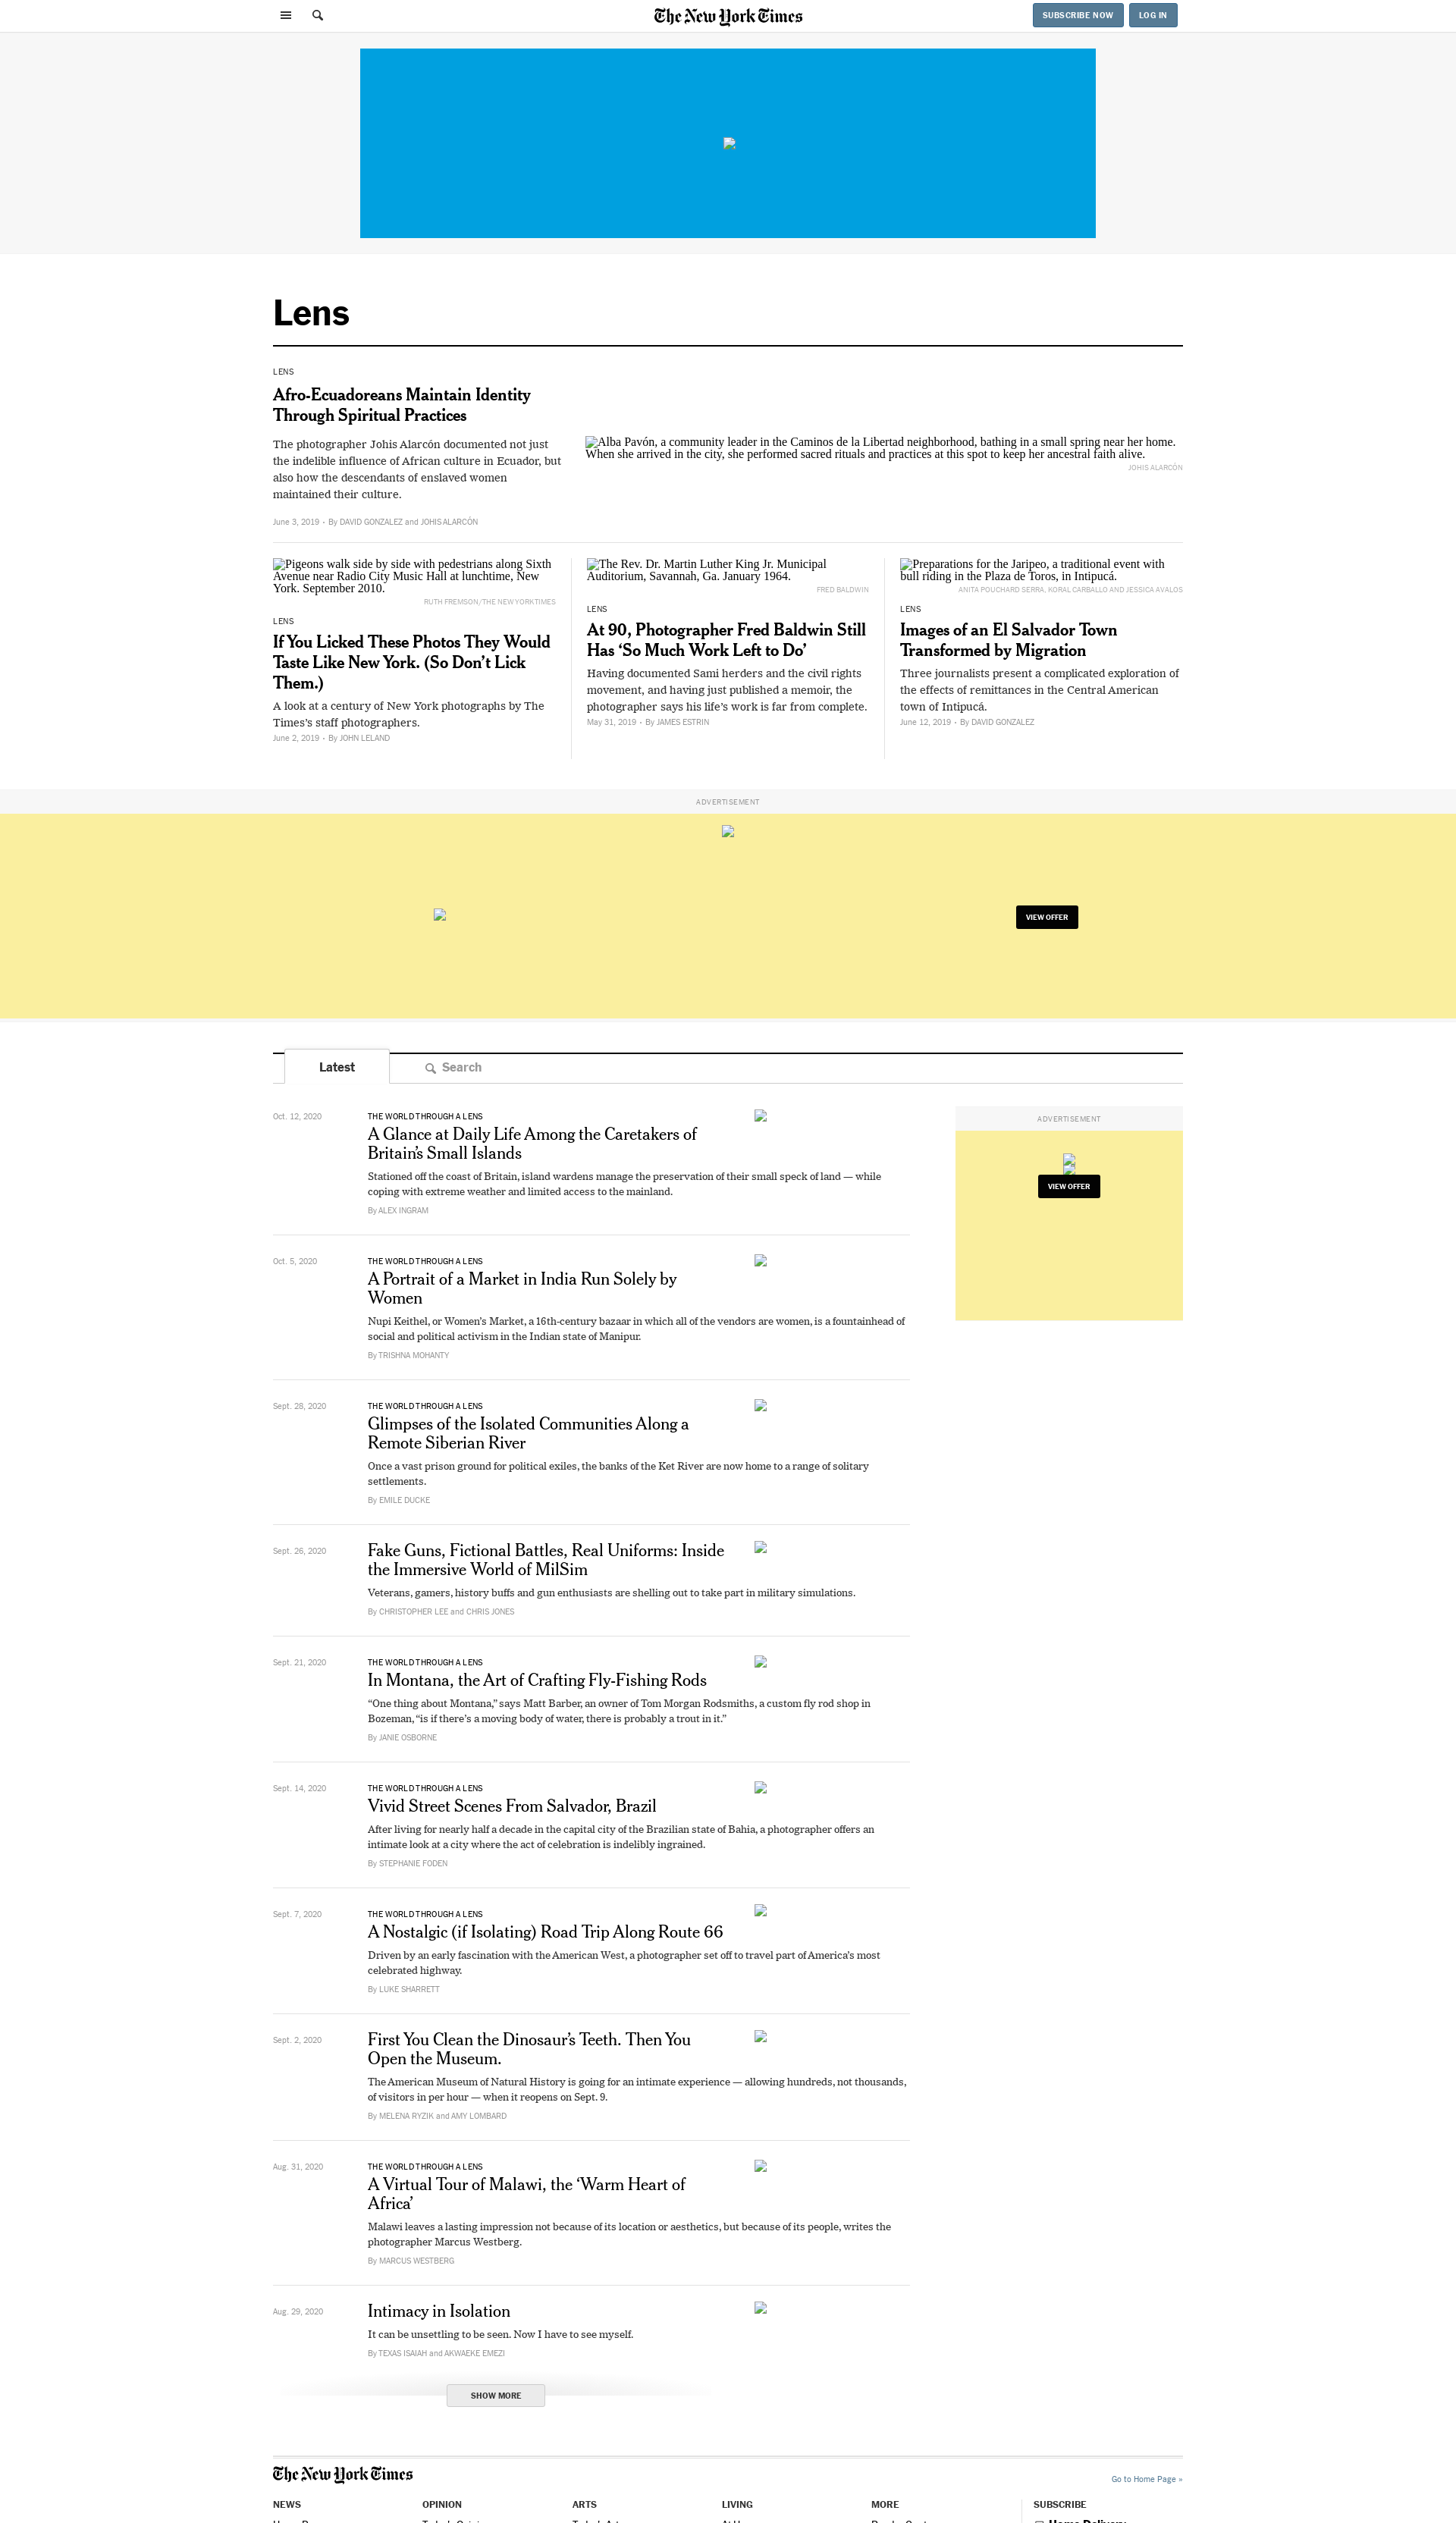 The New York Times
SUBSCRIBE NOW
LOG IN
Lens
LENS
Afro-Ecuadoreans Maintain Identity
Through Spiritual Practices
The photographer Johis Alarcón documented not just
the indelible influence of African culture in Ecuador, but
also how the descendants of enslaved women
maintained their culture.
June 3, 2019 • By DAVID GONZALEZ and JOHIS ALARCÓN
Alba Pavón, a community leader in the Caminos de la Libertad neighborhood, bathing in a small spring near her home.
When she arrived in the city, she performed sacred rituals and practices at this spot to keep her ancestral faith alive.
JOHIS ALARCÓN
Pigeons walk side by side with pedestrians along Sixth
Avenue near Radio City Music Hall at lunchtime, New
York. September 2010.
RUTH FREMSON/THE NEW YORK TIMES
LENS
If You Licked These Photos They Would
Taste Like New York. (So Don’t Lick
Them.)
A look at a century of New York photographs by The
Times’s staff photographers.
June 2, 2019 • By JOHN LELAND
The Rev. Dr. Martin Luther King Jr. Municipal
Auditorium, Savannah, Ga. January 1964.
FRED BALDWIN
LENS
At 90, Photographer Fred Baldwin Still
Has ‘So Much Work Left to Do’
Having documented Sami herders and the civil rights
movement, and having just published a memoir, the
photographer says his life’s work is far from complete.
May 31, 2019 • By JAMES ESTRIN
Preparations for the Jaripeo, a traditional event with
bull riding in the Plaza de Toros, in Intipucá.
ANITA POUCHARD SERRA, KORAL CARBALLO AND JESSICA AVALOS
LENS
Images of an El Salvador Town
Transformed by Migration
Three journalists present a complicated exploration of
the effects of remittances in the Central American
town of Intipucá.
June 12, 2019 • By DAVID GONZALEZ
ADVERTISEMENT
VIEW OFFER
Latest
Search
Oct. 12, 2020
THE WORLD THROUGH A LENS
A Glance at Daily Life Among the Caretakers of
Britain’s Small Islands
Stationed off the coast of Britain, island wardens manage the preservation of their small speck of land — while
coping with extreme weather and limited access to the mainland.
By ALEX INGRAM
ADVERTISEMENT
VIEW OFFER
Oct. 5, 2020
THE WORLD THROUGH A LENS
A Portrait of a Market in India Run Solely by
Women
Nupi Keithel, or Women’s Market, a 16th-century bazaar in which all of the vendors are women, is a fountainhead of
social and political activism in the Indian state of Manipur.
By TRISHNA MOHANTY
Sept. 28, 2020
THE WORLD THROUGH A LENS
Glimpses of the Isolated Communities Along a
Remote Siberian River
Once a vast prison ground for political exiles, the banks of the Ket River are now home to a range of solitary
settlements.
By EMILE DUCKE
Sept. 26, 2020
Fake Guns, Fictional Battles, Real Uniforms: Inside
the Immersive World of MilSim
Veterans, gamers, history buffs and gun enthusiasts are shelling out to take part in military simulations.
By CHRISTOPHER LEE and CHRIS JONES
Sept. 21, 2020
THE WORLD THROUGH A LENS
In Montana, the Art of Crafting Fly-Fishing Rods
“One thing about Montana,” says Matt Barber, an owner of Tom Morgan Rodsmiths, a custom fly rod shop in
Bozeman, “is if there’s a moving body of water, there is probably a trout in it.”
By JANIE OSBORNE
Sept. 14, 2020
THE WORLD THROUGH A LENS
Vivid Street Scenes From Salvador, Brazil
After living for nearly half a decade in the capital city of the Brazilian state of Bahia, a photographer offers an
intimate look at a city where the act of celebration is indelibly ingrained.
By STEPHANIE FODEN
Sept. 7, 2020
THE WORLD THROUGH A LENS
A Nostalgic (if Isolating) Road Trip Along Route 66
Driven by an early fascination with the American West, a photographer set off to travel part of America’s most
celebrated highway.
By LUKE SHARRETT
Sept. 2, 2020
First You Clean the Dinosaur’s Teeth. Then You
Open the Museum.
The American Museum of Natural History is going for an intimate experience — allowing hundreds, not thousands,
of visitors in per hour — when it reopens on Sept. 9.
By MELENA RYZIK and AMY LOMBARD
Aug. 31, 2020
THE WORLD THROUGH A LENS
A Virtual Tour of Malawi, the ‘Warm Heart of
Africa’
Malawi leaves a lasting impression not because of its location or aesthetics, but because of its people, writes the
photographer Marcus Westberg.
By MARCUS WESTBERG
Aug. 29, 2020
Intimacy in Isolation
It can be unsettling to be seen. Now I have to see myself.
By TEXAS ISAIAH and AKWAEKE EMEZI
SHOW MORE
The New York Times
Go to Home Page »
NEWS
OPINION
ARTS
LIVING
MORE
SUBSCRIBE
Home Delivery